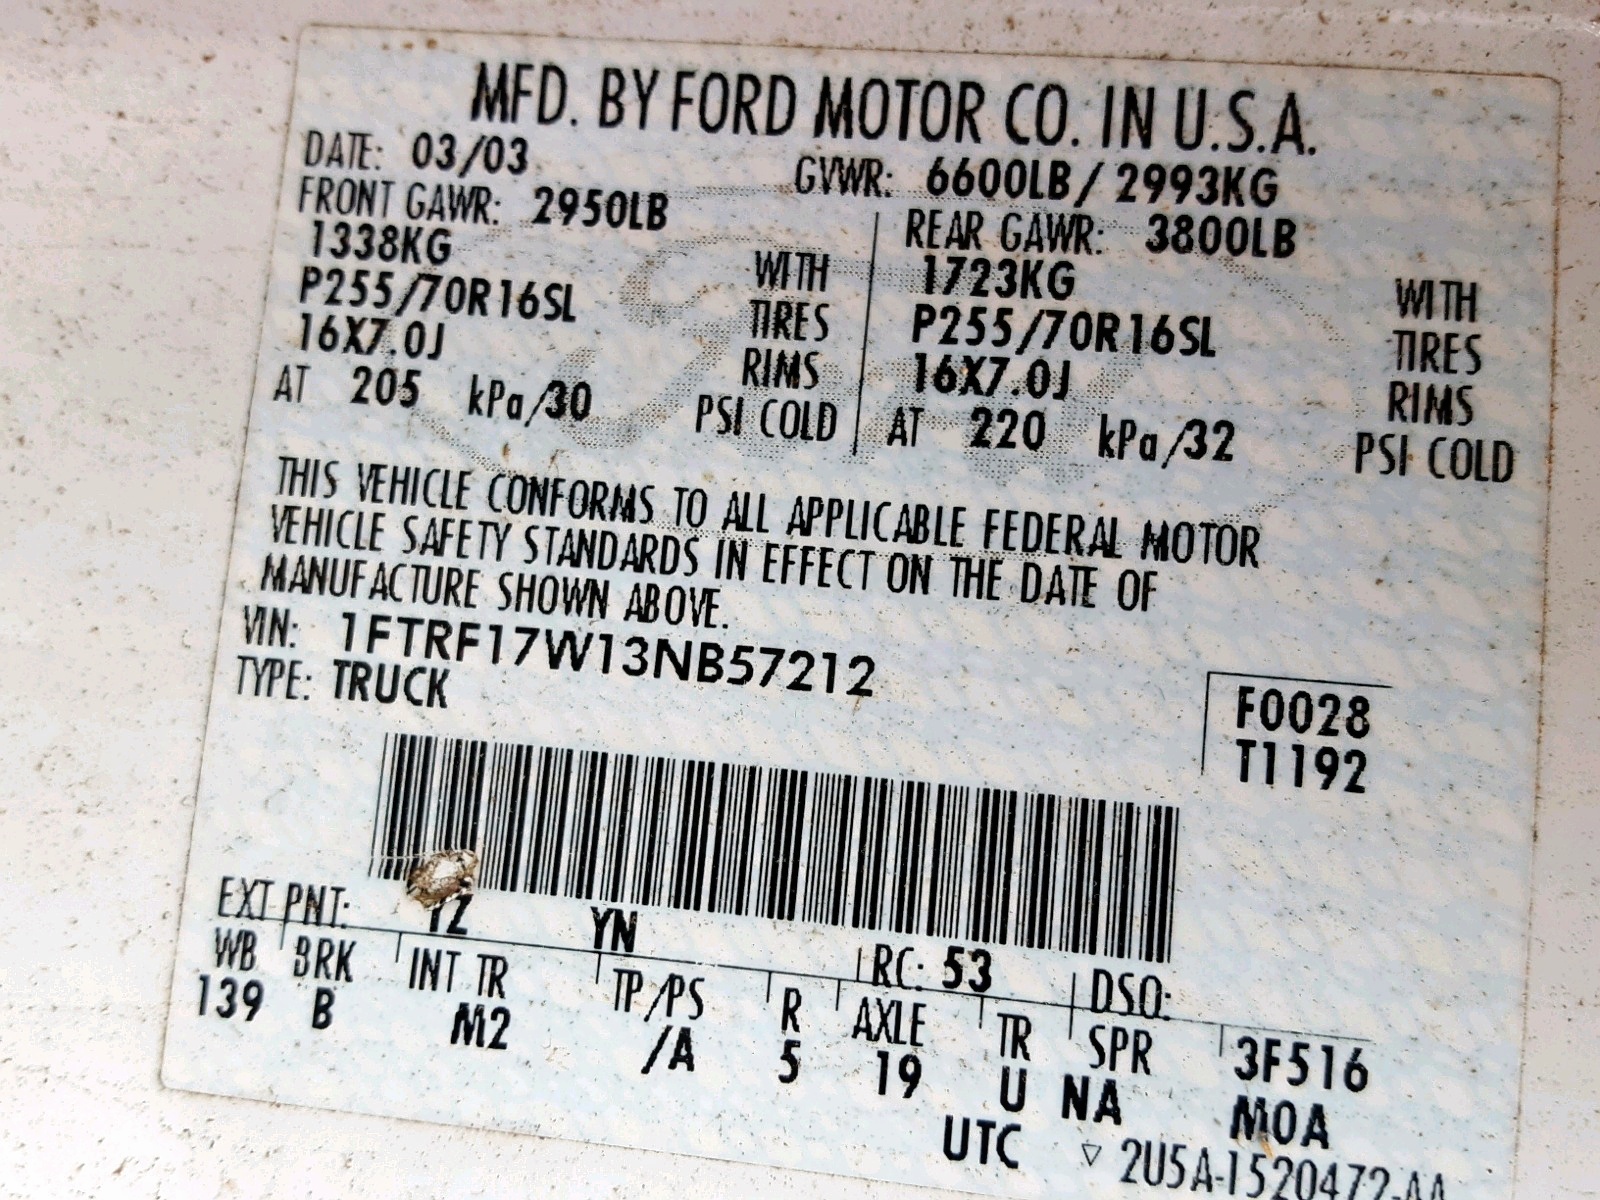 MFD. BY FORD MOTOR CO. IN U.S.A.
DATE: 03/03 GVWR: 6600LB / 2993KG
FRONT GAWR: 2950LB REAR GAWR: 3800LB
1338KG WITH 1723KG WITH
P255/70R16SL TIRES P255/70R16SL TIRES
16X7.0J RIMS 16X7.0J RIMS
AT 205 kPa/30 PSI COLD AT 220 kPa/32 PSI COLD
THIS VEHICLE CONFORMS TO ALL APPLICABLE FEDERAL MOTOR
VEHICLE SAFETY STANDARDS IN EFFECT ON THE DATE OF
MANUFACTURE SHOWN ABOVE.
VIN: 1FTRF17W13NB57212
TYPE: TRUCK
F0028
T1192
EXT PNT: YZ YN RC: 53 DSO:
WB BRK INT TR TP/PS R AXLE TR SPR 3F516
139 B M2 /A 5 19 U NA M0A
UTC ▽ 2U5A-1520472-AA